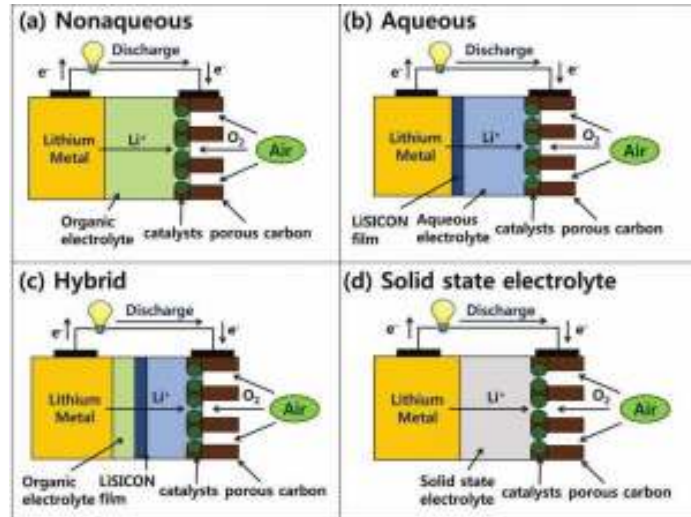 (a) Nonaqueous
Discharge
e⁻
e⁻
Lithium
Metal
Li⁺
O₂
Air
Organic
electrolyte
catalysts porous carbon
(b) Aqueous
Discharge
e⁻
e⁻
Lithium
Metal
Li⁺
O₂
Air
LiSICON
film
Aqueous
electrolyte
catalysts porous carbon
(c) Hybrid
Discharge
e⁻
e⁻
Lithium
Metal
Li⁺
O₂
Air
Organic
electrolyte
LiSICON
film
catalysts porous carbon
(d) Solid state electrolyte
Discharge
e⁻
e⁻
Lithium
Metal
Li⁺
O₂
Air
Solid state
electrolyte
catalysts porous carbon